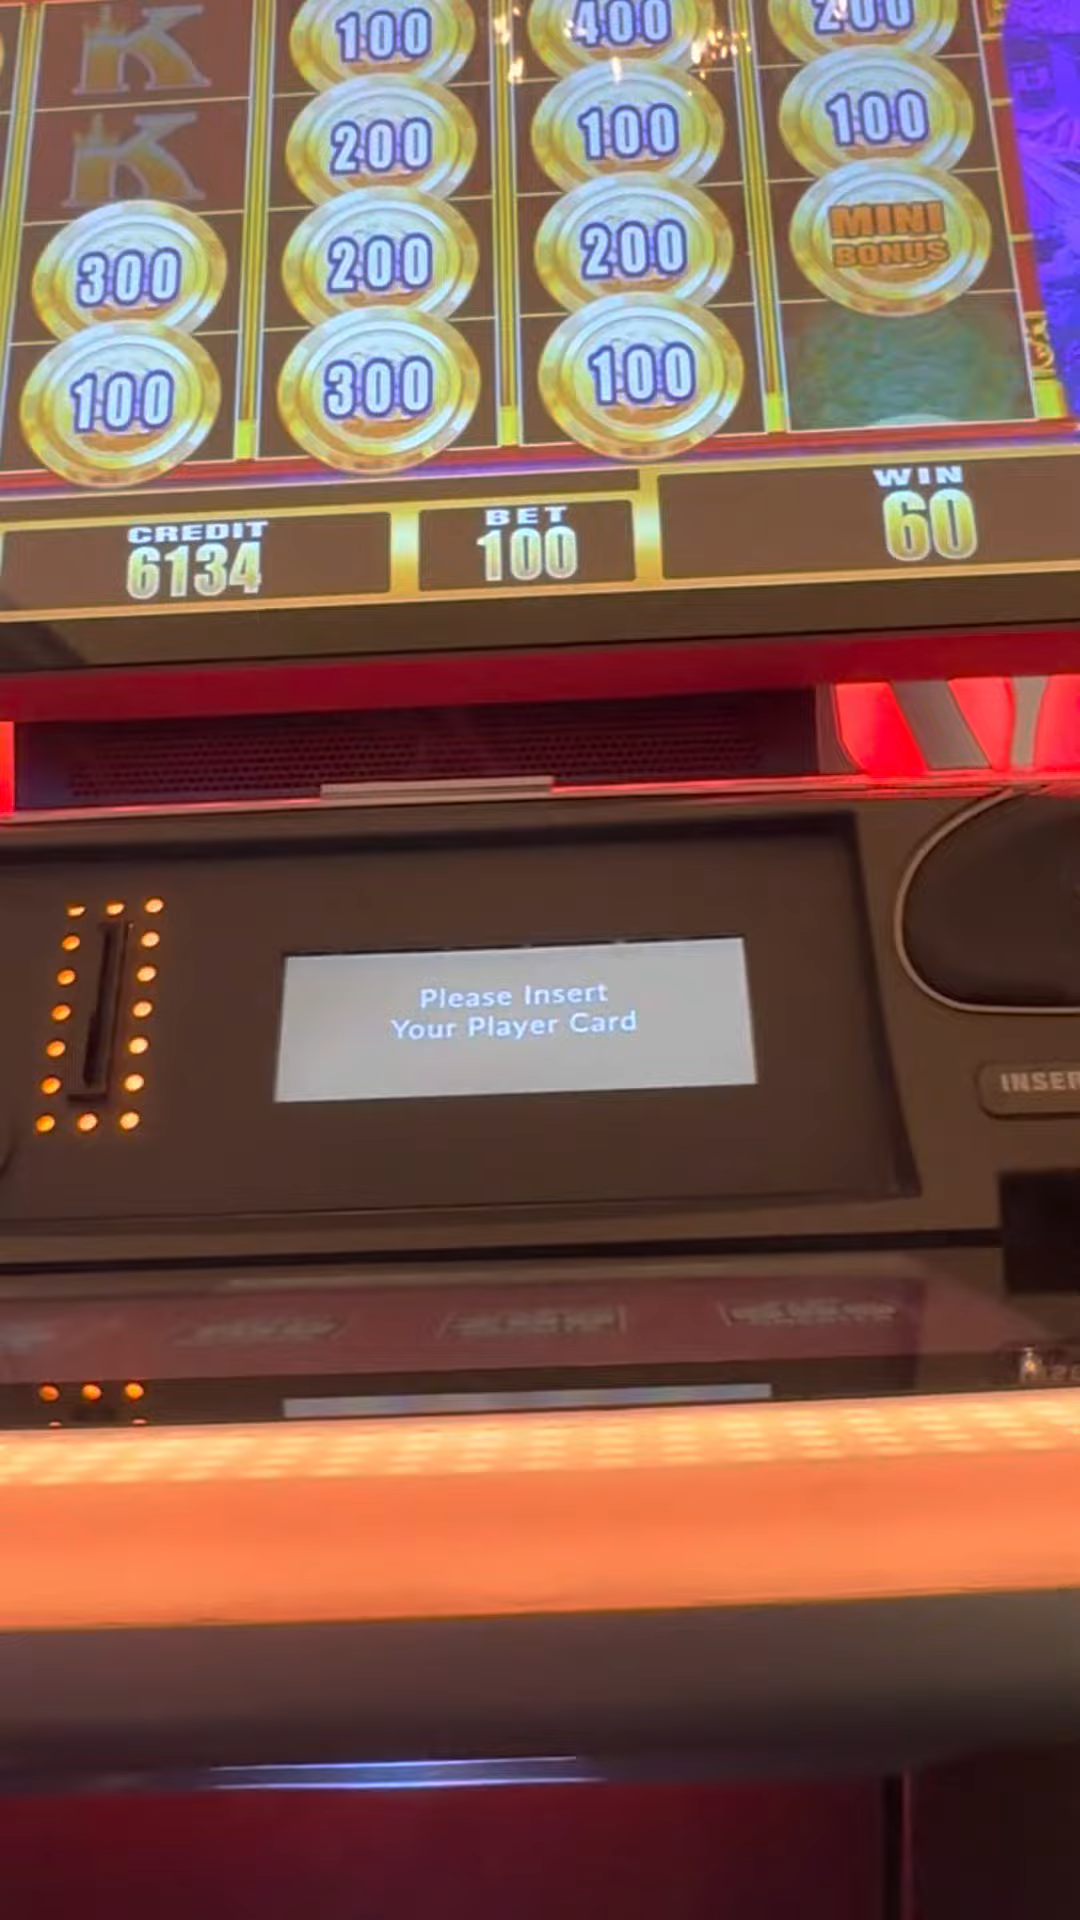 K 100 400 200
K 200 100 100
300 200 200 MINI
BONUS
100 300 100
CREDIT BET WIN
6134 100 60
Please Insert
Your Player Card